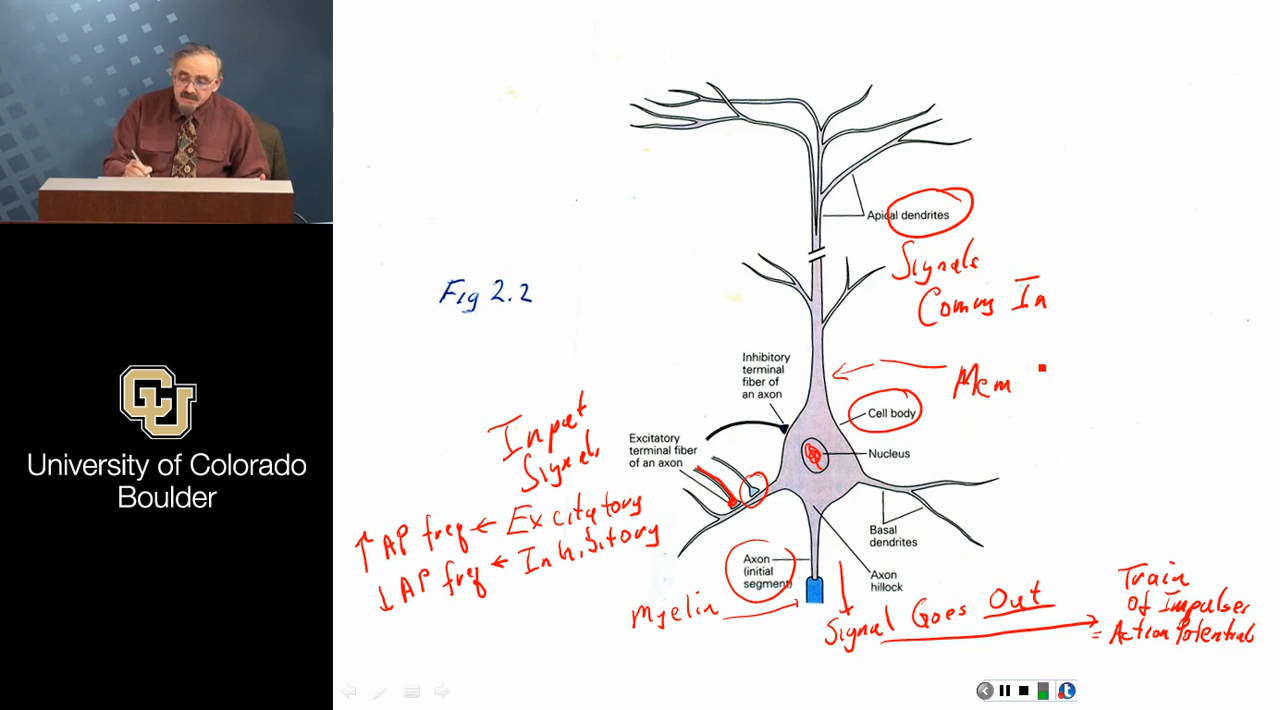 Apical dendrites
Signals
Coming In
Fig 2.2
Inhibitory
terminal
fiber of
an axon
Mem
Cell body
Input
Signals
Excitatory
terminal fiber
of an axon
Nucleus
↑ AP freq ← Excitatory
↓ AP freq ← Inhibitory
Basal
dendrites
Axon
(initial
segment)
Axon
hillock
Myelin
Signal Goes Out
Train
Of Impulses
= Action Potentials
CU
University of Colorado
Boulder
t